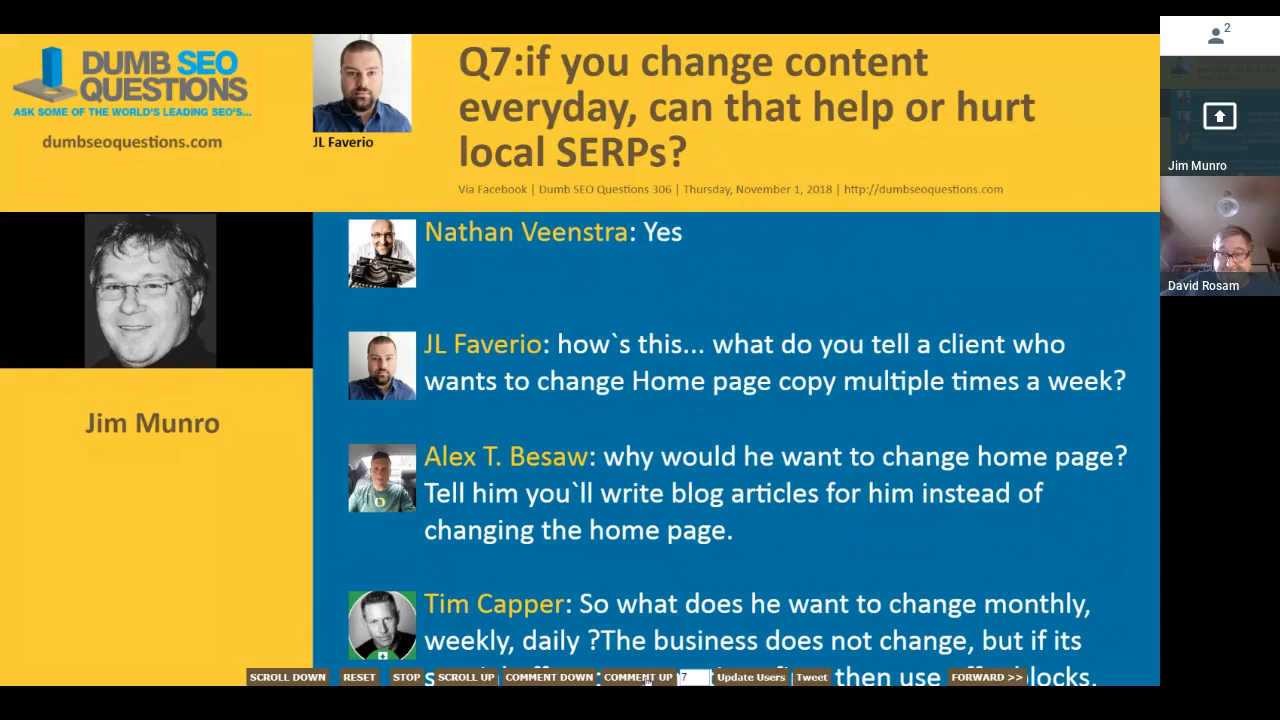 DUMB SEO
QUESTIONS
ASK SOME OF THE WORLD'S LEADING SEO'S...
dumbseoquestions.com
JL Faverio
Q7:if you change content
everyday, can that help or hurt
local SERPs?
Via Facebook | Dumb SEO Questions 306 | Thursday, November 1, 2018 | http://dumbseoquestions.com
2
Jim Munro
David Rosam
Jim Munro
Nathan Veenstra: Yes
JL Faverio: how`s this... what do you tell a client who
wants to change Home page copy multiple times a week?
Alex T. Besaw: why would he want to change home page?
Tell him you`ll write blog articles for him instead of
changing the home page.
Tim Capper: So what does he want to change monthly,
weekly, daily ?The business does not change, but if its
then use
locks.
SCROLL DOWN RESET STOP SCROLL UP COMMENT DOWN COMMENT UP 7 Update Users Tweet FORWARD >>